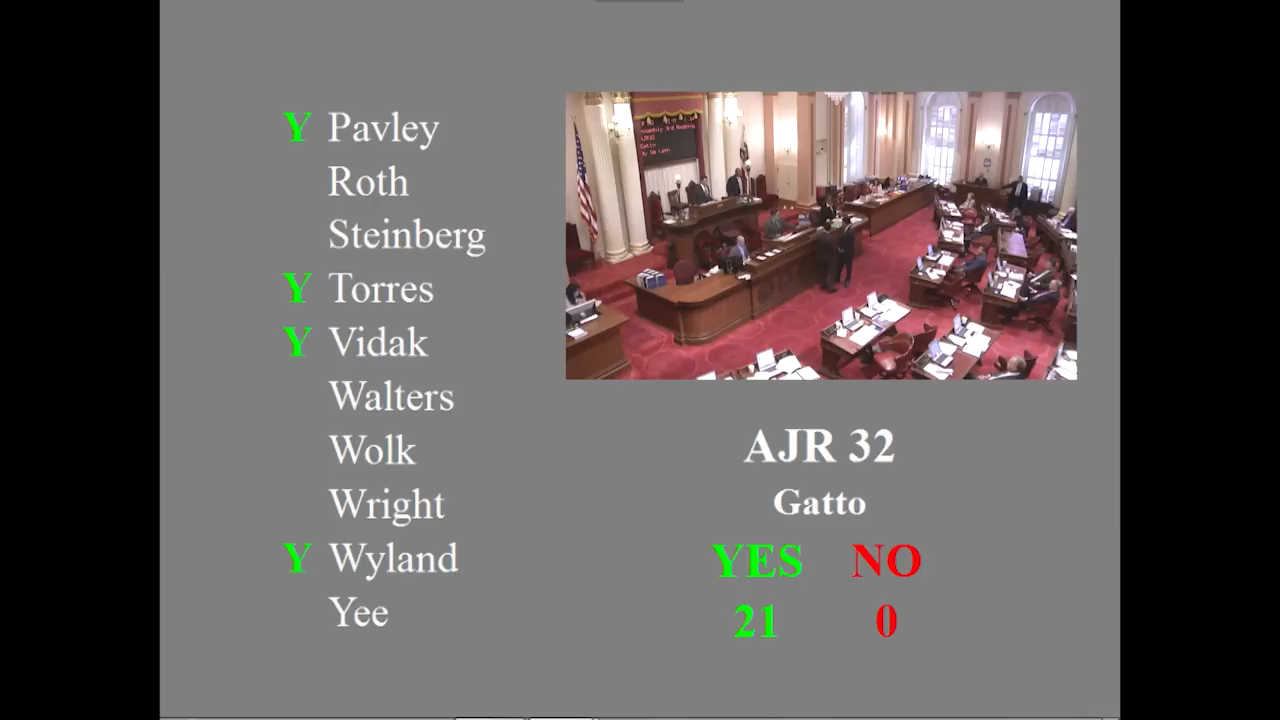 Y Pavley
Roth
Steinberg
Y Torres
Y Vidak
Walters
Wolk
Wright
Y Wyland
Yee
AJR 32
Gatto
YES NO
21 0